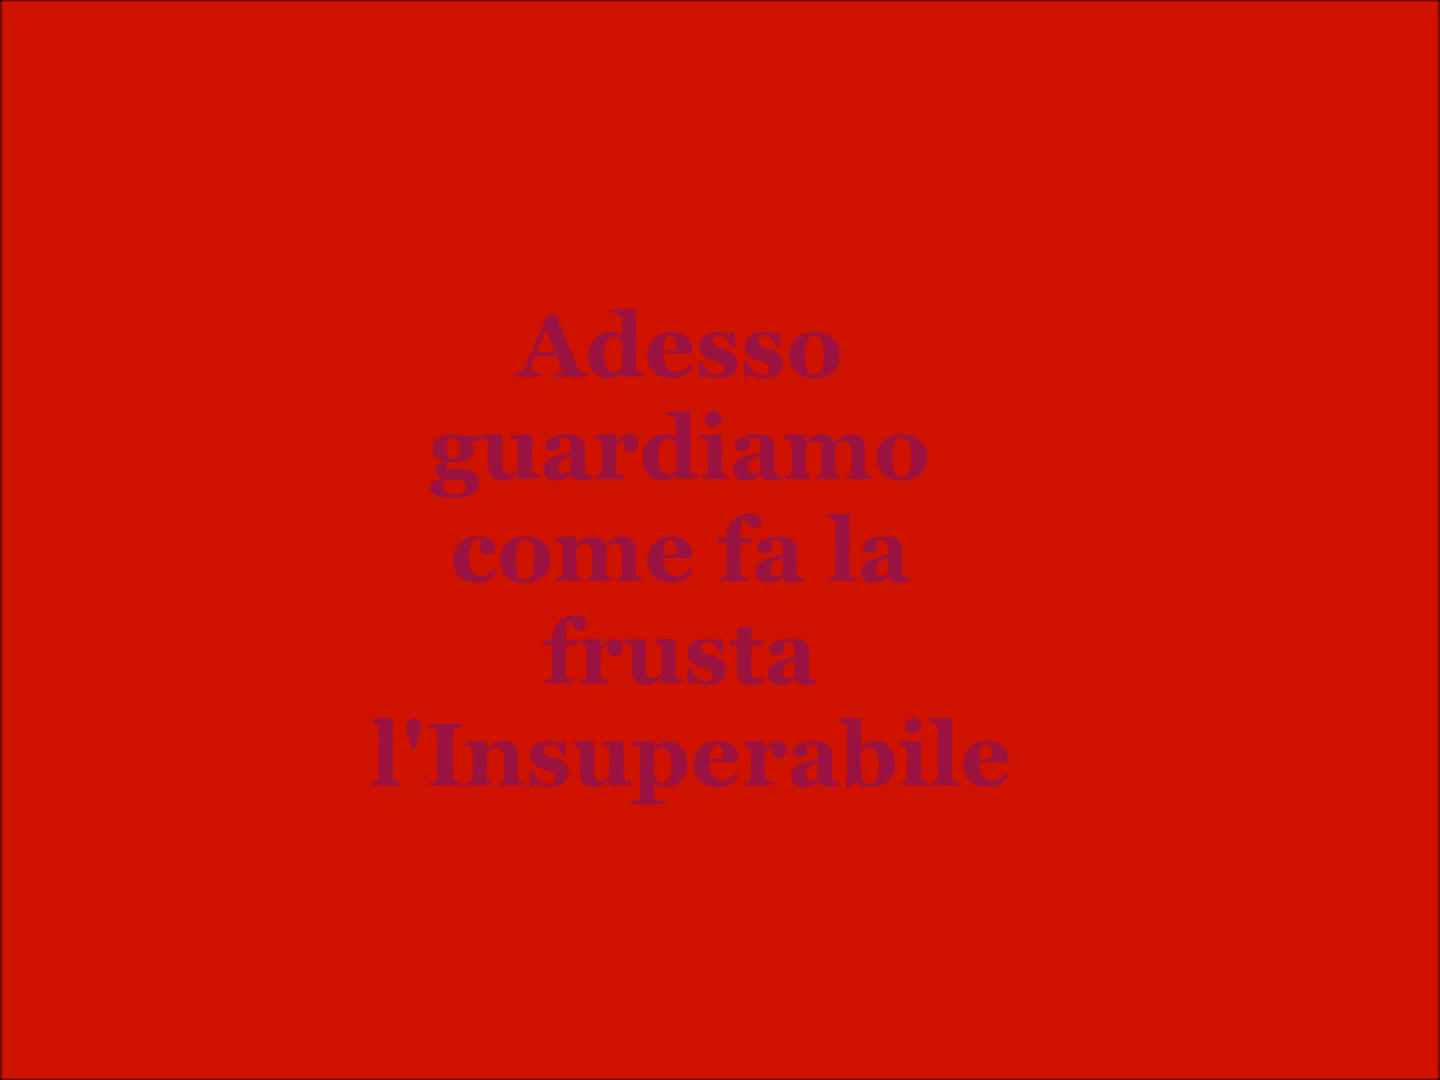 Adesso
guardiamo
come fa la
frusta
l'Insuperabile